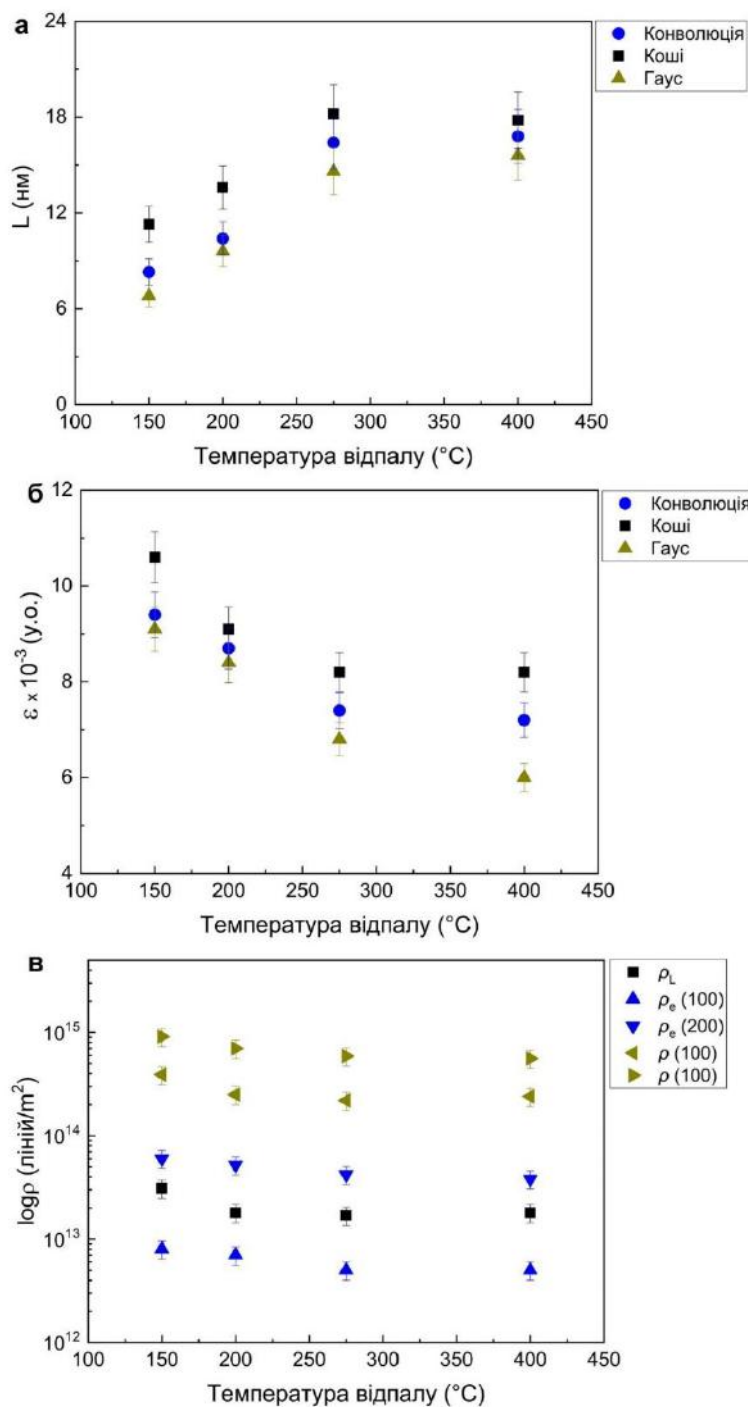 а
24
18
12
6
0
L (нм)
100 150 200 250 300 350 400 450
Температура відпалу (°C)
Конволюція
Коші
Гаус
б
12
10
8
6
4
ε x 10⁻³ (у.о.)
100 150 200 250 300 350 400 450
Температура відпалу (°C)
Конволюція
Коші
Гаус
в
10¹⁵
10¹⁴
10¹³
10¹²
logρ (ліній/m²)
100 150 200 250 300 350 400 450
Температура відпалу (°C)
ρL
ρe (100)
ρe (200)
ρ (100)
ρ (100)